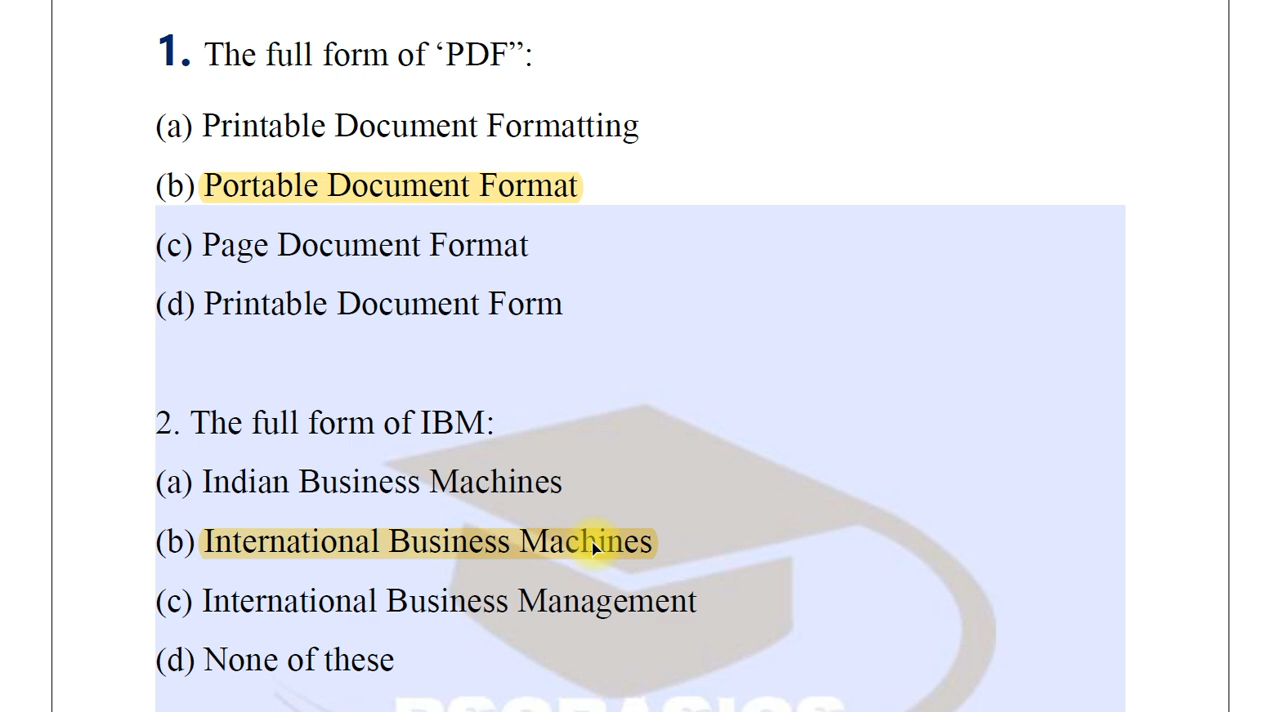 1. The full form of ‘PDF”:
(a) Printable Document Formatting
(b) Portable Document Format
(c) Page Document Format
(d) Printable Document Form
2. The full form of IBM:
(a) Indian Business Machines
(b) International Business Machines
(c) International Business Management
(d) None of these